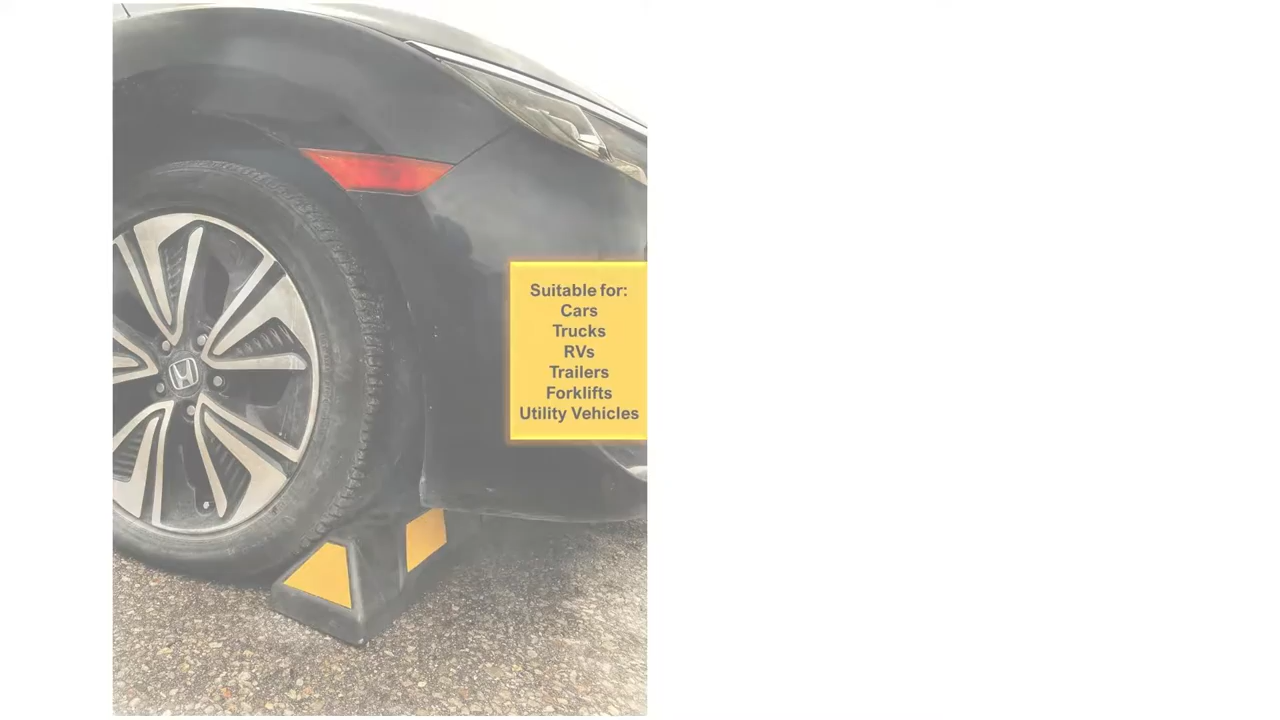 Suitable for:
Cars
Trucks
RVs
Trailers
Forklifts
Utility Vehicles